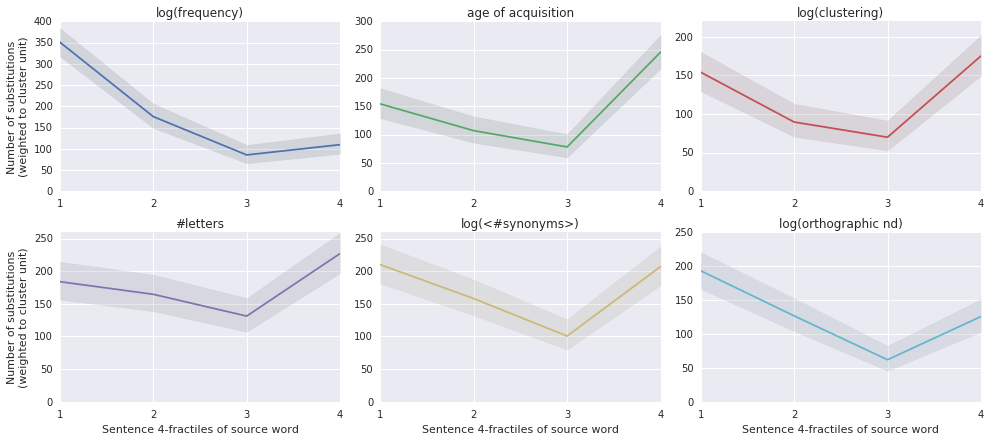 log(frequency)
Number of substitutions
(weighted to cluster unit)
400
350
300
250
200
150
100
50
0
1 2 3 4
age of acquisition
300
250
200
150
100
50
0
1 2 3 4
log(clustering)
200
150
100
50
0
1 2 3 4
#letters
Number of substitutions
(weighted to cluster unit)
250
200
150
100
50
0
1 2 3 4
Sentence 4-fractiles of source word
log(<#synonyms>)
250
200
150
100
50
0
1 2 3 4
Sentence 4-fractiles of source word
log(orthographic nd)
250
200
150
100
50
0
1 2 3 4
Sentence 4-fractiles of source word